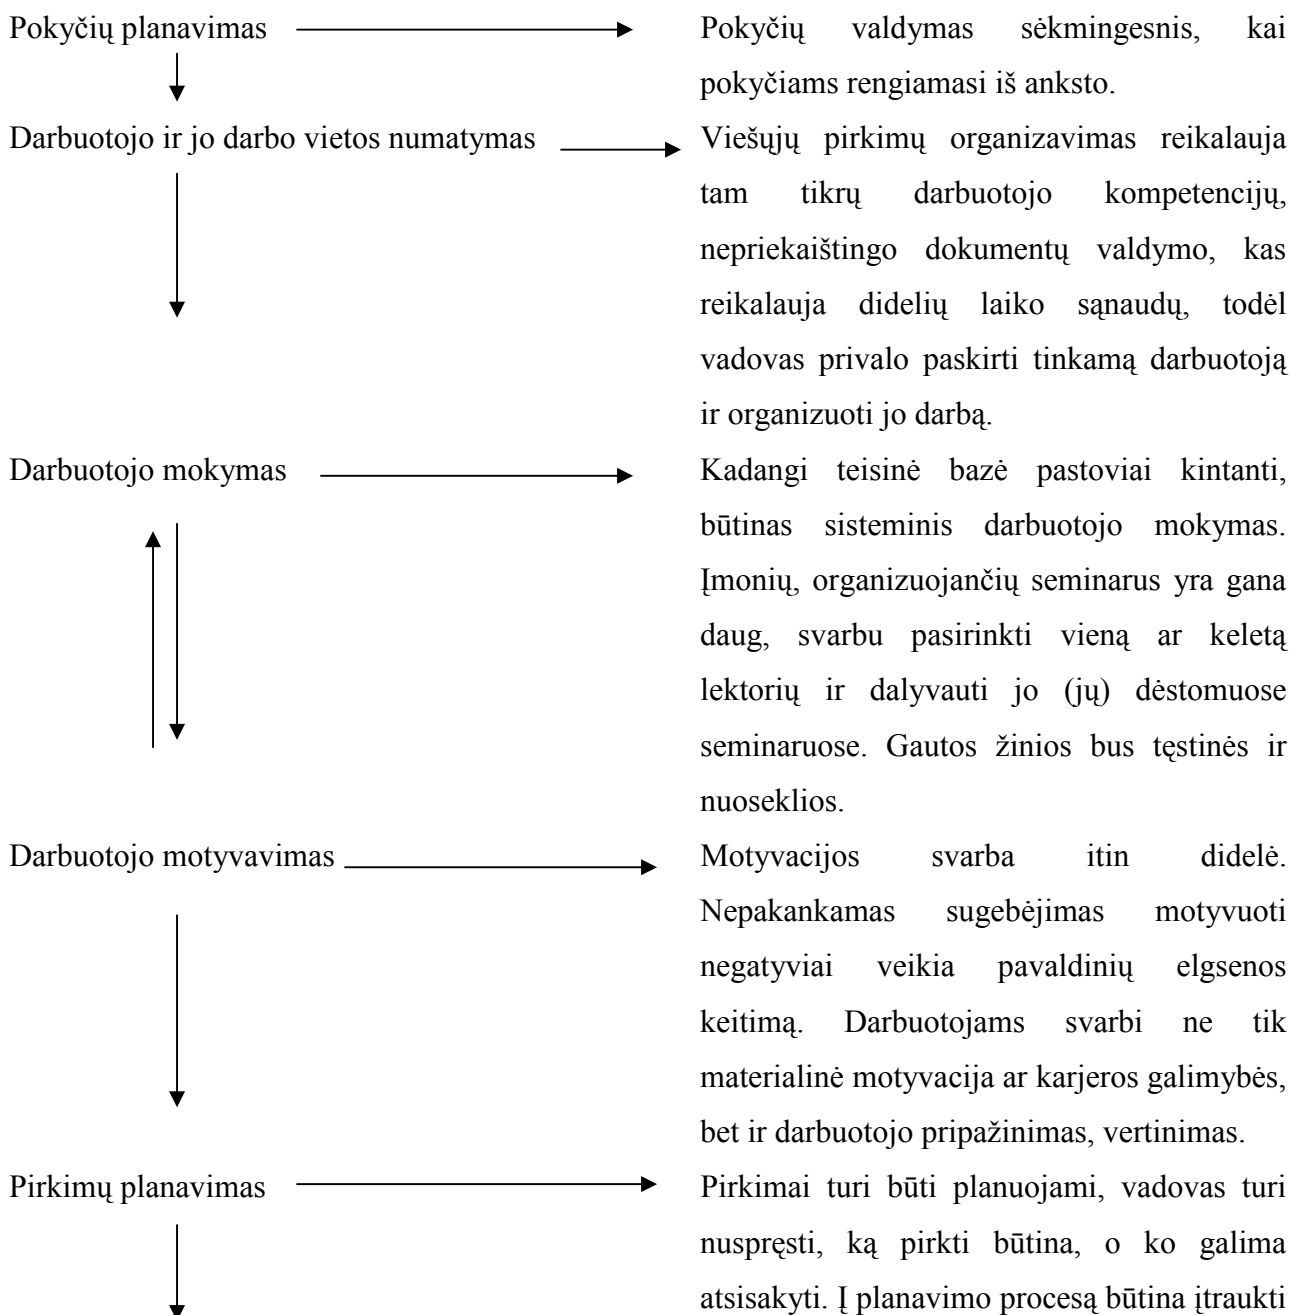 Pokyčių planavimas
Pokyčių valdymas sėkmingesnis, kai
pokyčiams rengiamasi iš anksto.
Darbuotojo ir jo darbo vietos numatymas
Viešųjų pirkimų organizavimas reikalauja
tam tikrų darbuotojo kompetencijų,
nepriekaištingo dokumentų valdymo, kas
reikalauja didelių laiko sąnaudų, todėl
vadovas privalo paskirti tinkamą darbuotoją
ir organizuoti jo darbą.
Darbuotojo mokymas
Kadangi teisinė bazė pastoviai kintanti,
būtinas sisteminis darbuotojo mokymas.
Įmonių, organizuojančių seminarus yra gana
daug, svarbu pasirinkti vieną ar keletą
lektorių ir dalyvauti jo (jų) dėstomuose
seminaruose. Gautos žinios bus tęstinės ir
nuoseklios.
Darbuotojo motyvavimas
Motyvacijos svarba itin didelė.
Nepakankamas sugebėjimas motyvuoti
negatyviai veikia pavaldinių elgsenos
keitimą. Darbuotojams svarbi ne tik
materialinė motyvacija ar karjeros galimybės,
bet ir darbuotojo pripažinimas, vertinimas.
Pirkimų planavimas
Pirkimai turi būti planuojami, vadovas turi
nuspręsti, ką pirkti būtina, o ko galima
atsisakyti. Į planavimo procesą būtina įtraukti